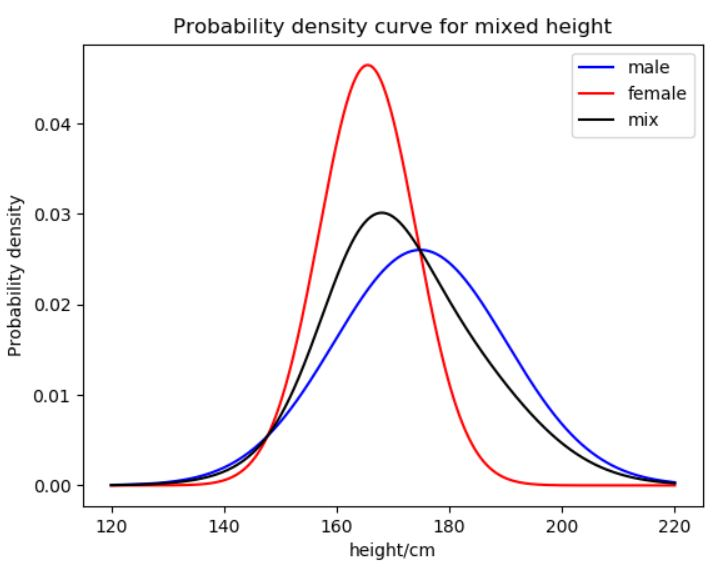 Probability density curve for mixed height
male
female
mix
Probability density
0.04
0.03
0.02
0.01
0.00
120 140 160 180 200 220
height/cm